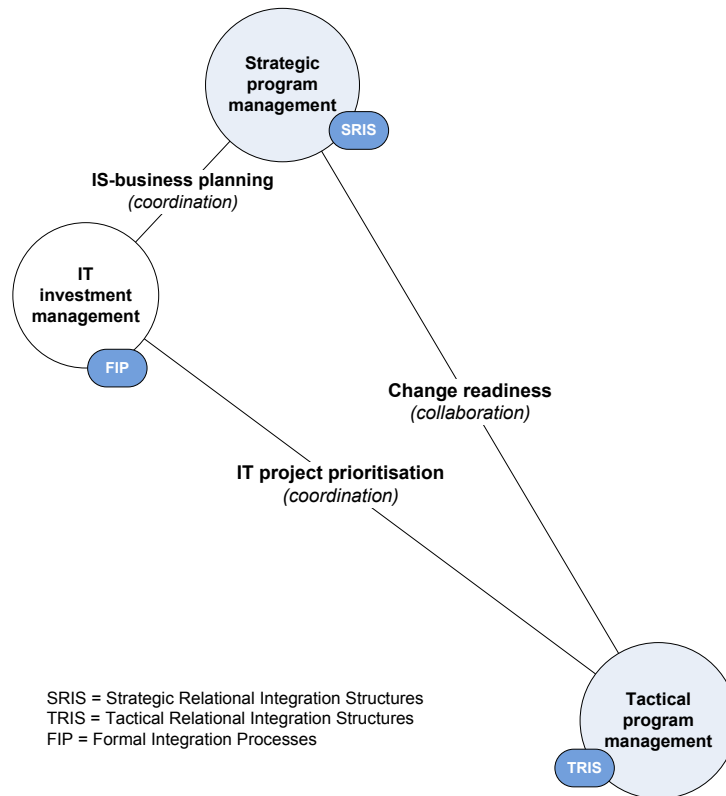 Strategic
program
management
SRIS
IS-business planning
(coordination)
IT
investment
management
FIP
Change readiness
(collaboration)
IT project prioritisation
(coordination)
SRIS = Strategic Relational Integration Structures
TRIS = Tactical Relational Integration Structures
FIP = Formal Integration Processes
Tactical
program
management
TRIS